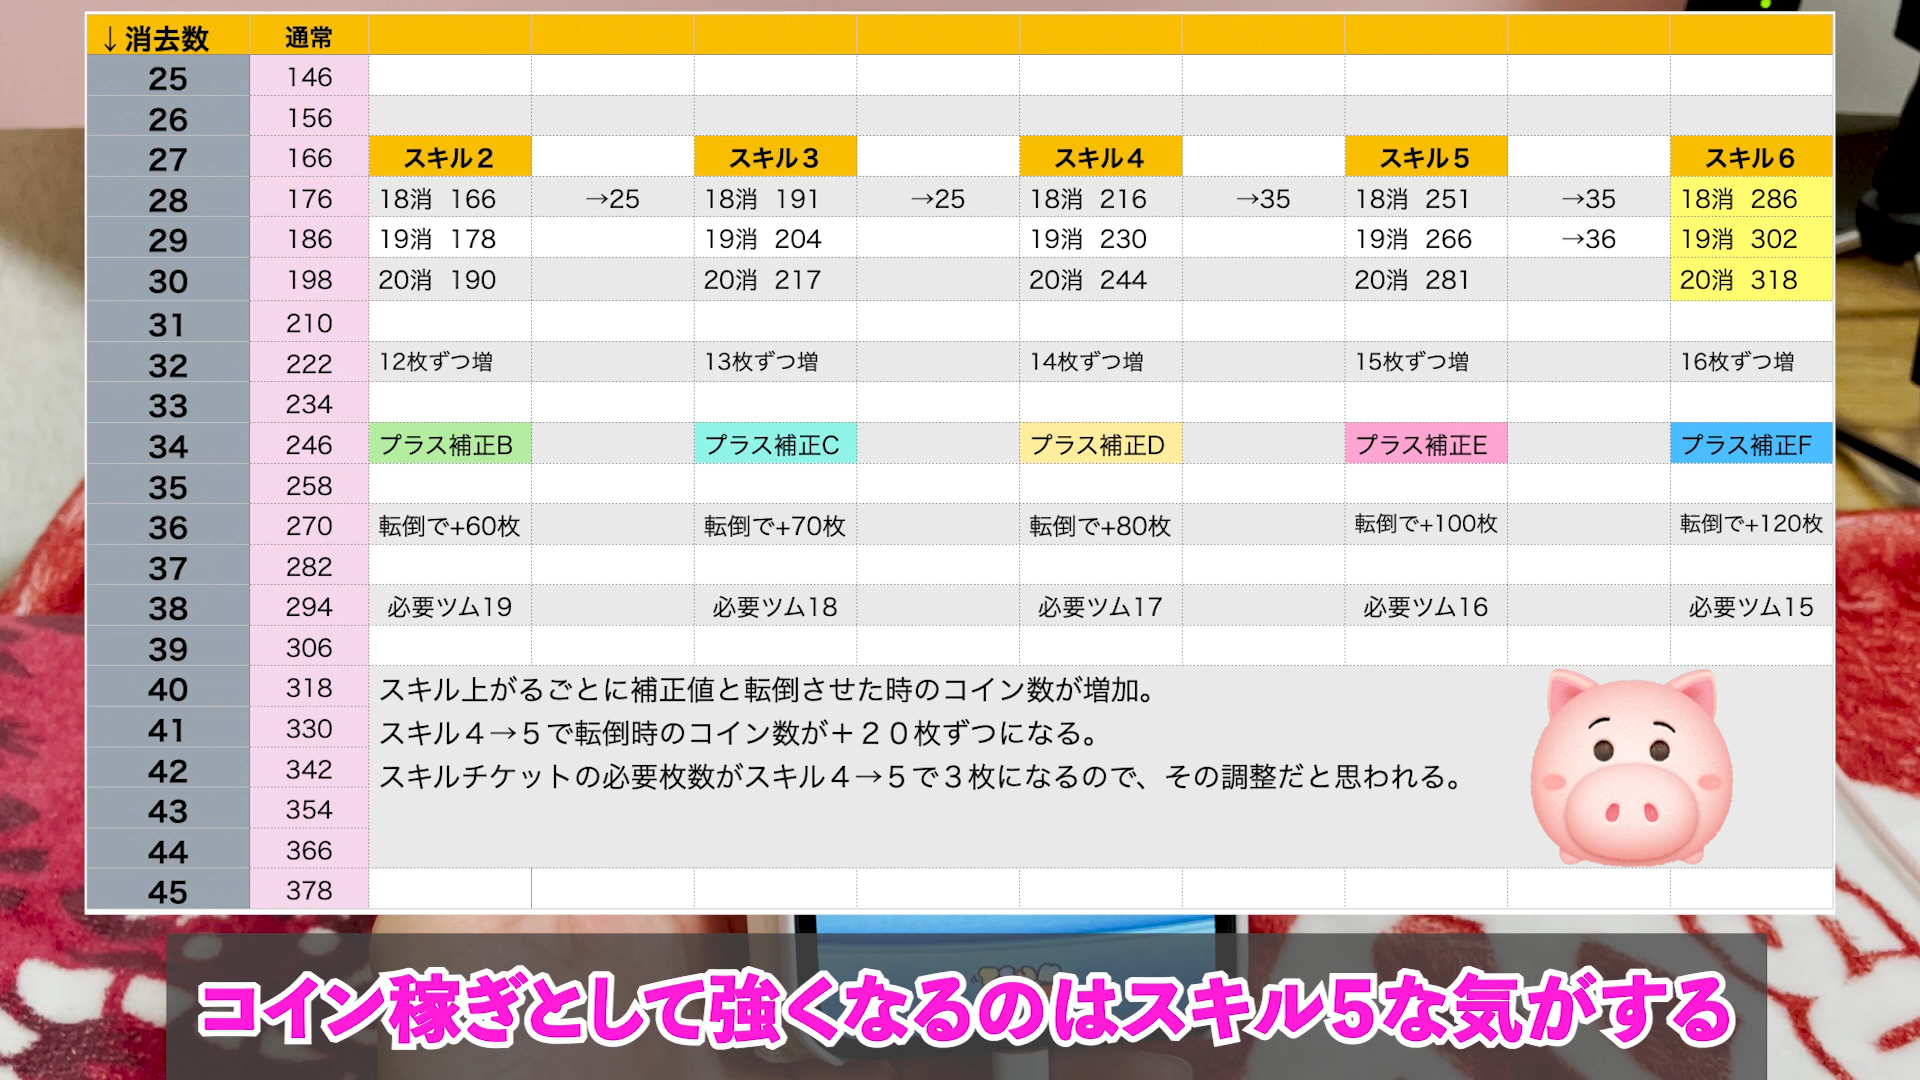 ↓消去数 通常
25 146
26 156
27 166 スキル2 スキル3 スキル4 スキル5 スキル6
28 176 18消 166 →25 18消 191 →25 18消 216 →35 18消 251 →35 18消 286
29 186 19消 178 19消 204 19消 230 19消 266 →36 19消 302
30 198 20消 190 20消 217 20消 244 20消 281 20消 318
31 210
32 222 12枚ずつ増 13枚ずつ増 14枚ずつ増 15枚ずつ増 16枚ずつ増
33 234
34 246 プラス補正B プラス補正C プラス補正D プラス補正E プラス補正F
35 258
36 270 転倒で+60枚 転倒で+70枚 転倒で+80枚 転倒で+100枚 転倒で+120枚
37 282
38 294 必要ツム19 必要ツム18 必要ツム17 必要ツム16 必要ツム15
39 306
40 318 スキル上がるごとに補正値と転倒させた時のコイン数が増加。
41 330 スキル4→5で転倒時のコイン数が＋20枚ずつになる。
42 342 スキルチケットの必要枚数がスキル4→5で3枚になるので、その調整だと思われる。
43 354
44 366
45 378
コイン稼ぎとして強くなるのはスキル5な気がする